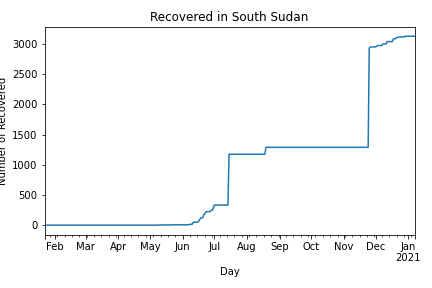 Recovered in South Sudan
Number of Recovered
3000
2500
2000
1500
1000
500
0
Feb Mar Apr May Jun Jul Aug Sep Oct Nov Dec Jan
2021
Day